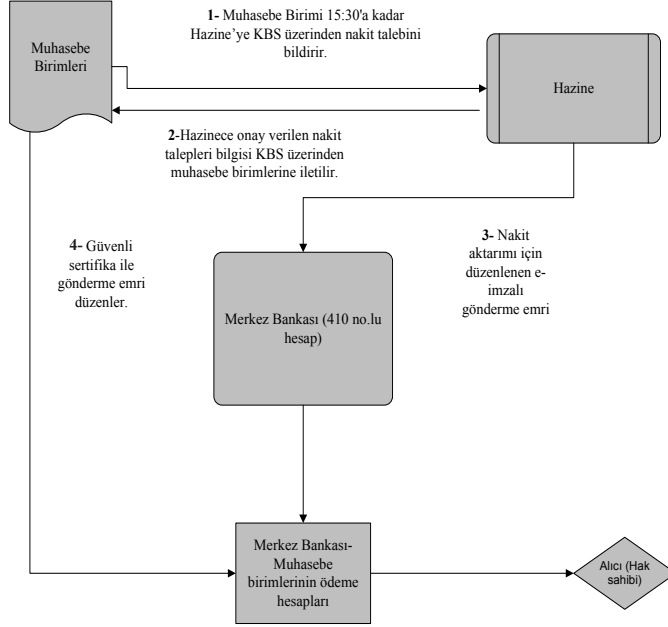 1- Muhasebe Birimi 15:30'a kadar
Hazine'ye KBS üzerinden nakit talebini
bildirir.
Muhasebe
Birimleri
Hazine
2-Hazinece onay verilen nakit
talepleri bilgisi KBS üzerinden
muhasebe birimlerine iletilir.
4- Güvenli
sertifika ile
gönderme emri
düzenler.
3- Nakit
aktarımı için
düzenlenen e-
imzalı
gönderme emri
Merkez Bankası (410 no.lu
hesap)
Merkez Bankası-
Muhasebe
birimlerinin ödeme
hesapları
Alıcı (Hak
sahibi)